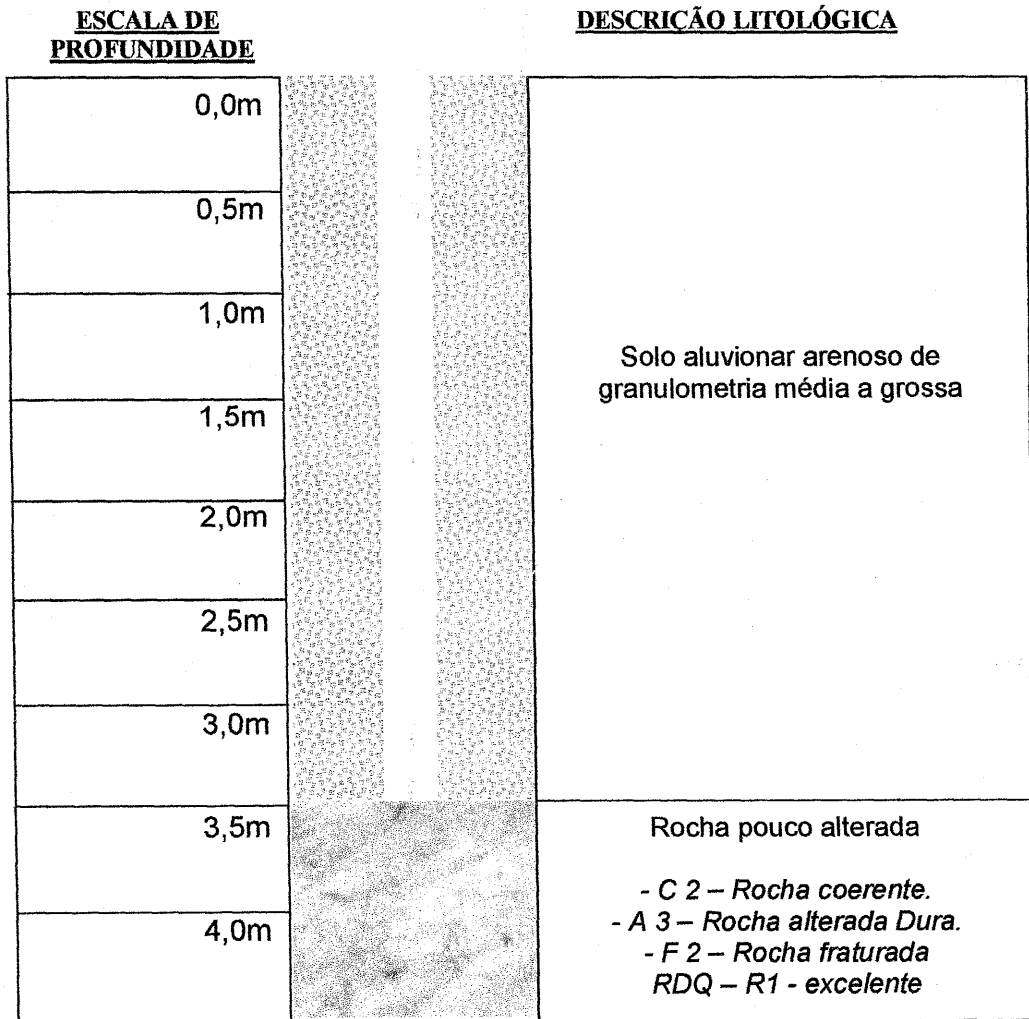 ESCALA DE
PROFUNDIDADE
DESCRIÇÃO LITOLÓGICA
0,0m
0,5m
1,0m
1,5m
2,0m
2,5m
3,0m
3,5m
4,0m
Solo aluvionar arenoso de
granulometria média a grossa
Rocha pouco alterada
- C 2 – Rocha coerente.
- A 3 – Rocha alterada Dura.
- F 2 – Rocha fraturada
RDQ – R1 - excelente